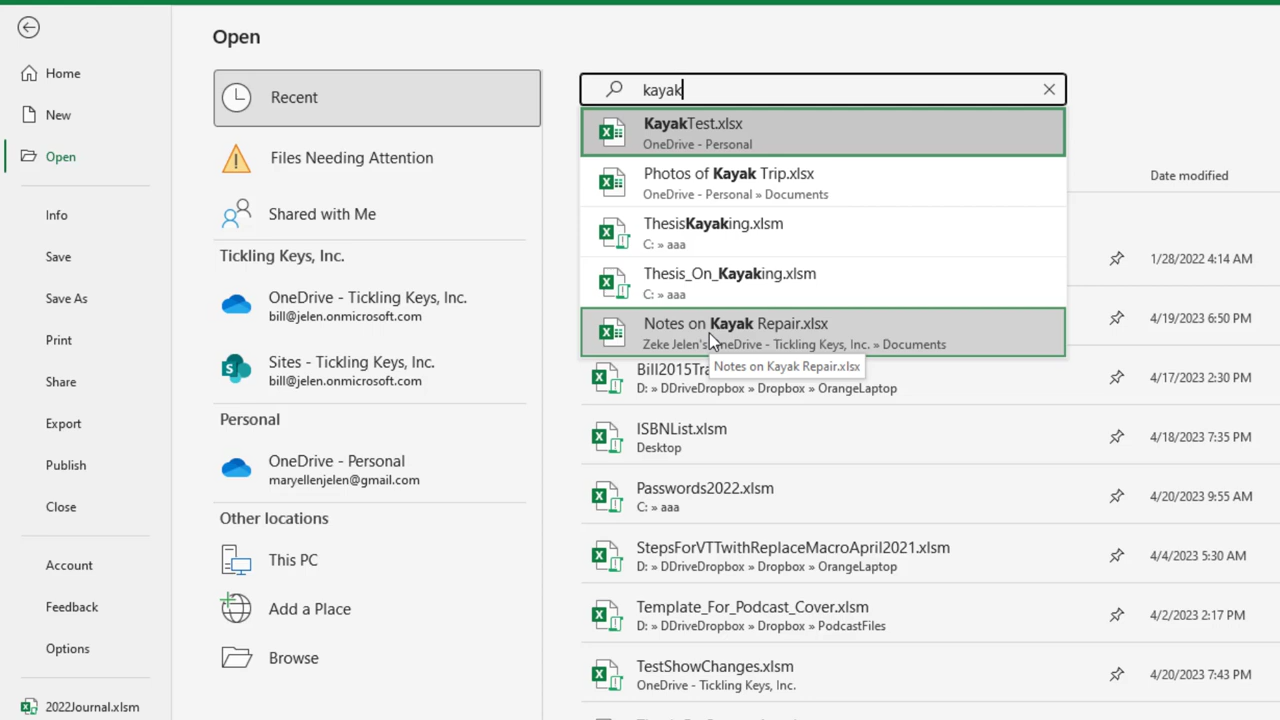 Open
Home
New
Open
Info
Save
Save As
Print
Share
Export
Publish
Close
Account
Feedback
Options
2022Journal.xlsm
Recent
Files Needing Attention
Shared with Me
Tickling Keys, Inc.
OneDrive - Tickling Keys, Inc.
bill@jelen.onmicrosoft.com
Sites - Tickling Keys, Inc.
bill@jelen.onmicrosoft.com
Personal
OneDrive - Personal
maryellenjelen@gmail.com
Other locations
This PC
Add a Place
Browse
kayak
KayakTest.xlsx
OneDrive - Personal
Photos of Kayak Trip.xlsx
OneDrive - Personal » Documents
ThesisKayaking.xlsm
C: » aaa
Thesis_On_Kayaking.xlsm
C: » aaa
Notes on Kayak Repair.xlsx
Zeke Jelen's OneDrive - Tickling Keys, Inc. » Documents
Notes on Kayak Repair.xlsx
Date modified
1/28/2022 4:14 AM
4/19/2023 6:50 PM
Bill2015Tra
D: » DDriveDropbox » Dropbox » OrangeLaptop
4/17/2023 2:30 PM
ISBNList.xlsm
Desktop
4/18/2023 7:35 PM
Passwords2022.xlsm
C: » aaa
4/20/2023 9:55 AM
StepsForVTTwithReplaceMacroApril2021.xlsm
D: » DDriveDropbox » Dropbox » OrangeLaptop
4/4/2023 5:30 AM
Template_For_Podcast_Cover.xlsm
D: » DDriveDropbox » Dropbox » PodcastFiles
4/2/2023 2:17 PM
TestShowChanges.xlsm
OneDrive - Tickling Keys, Inc.
4/20/2023 7:43 PM